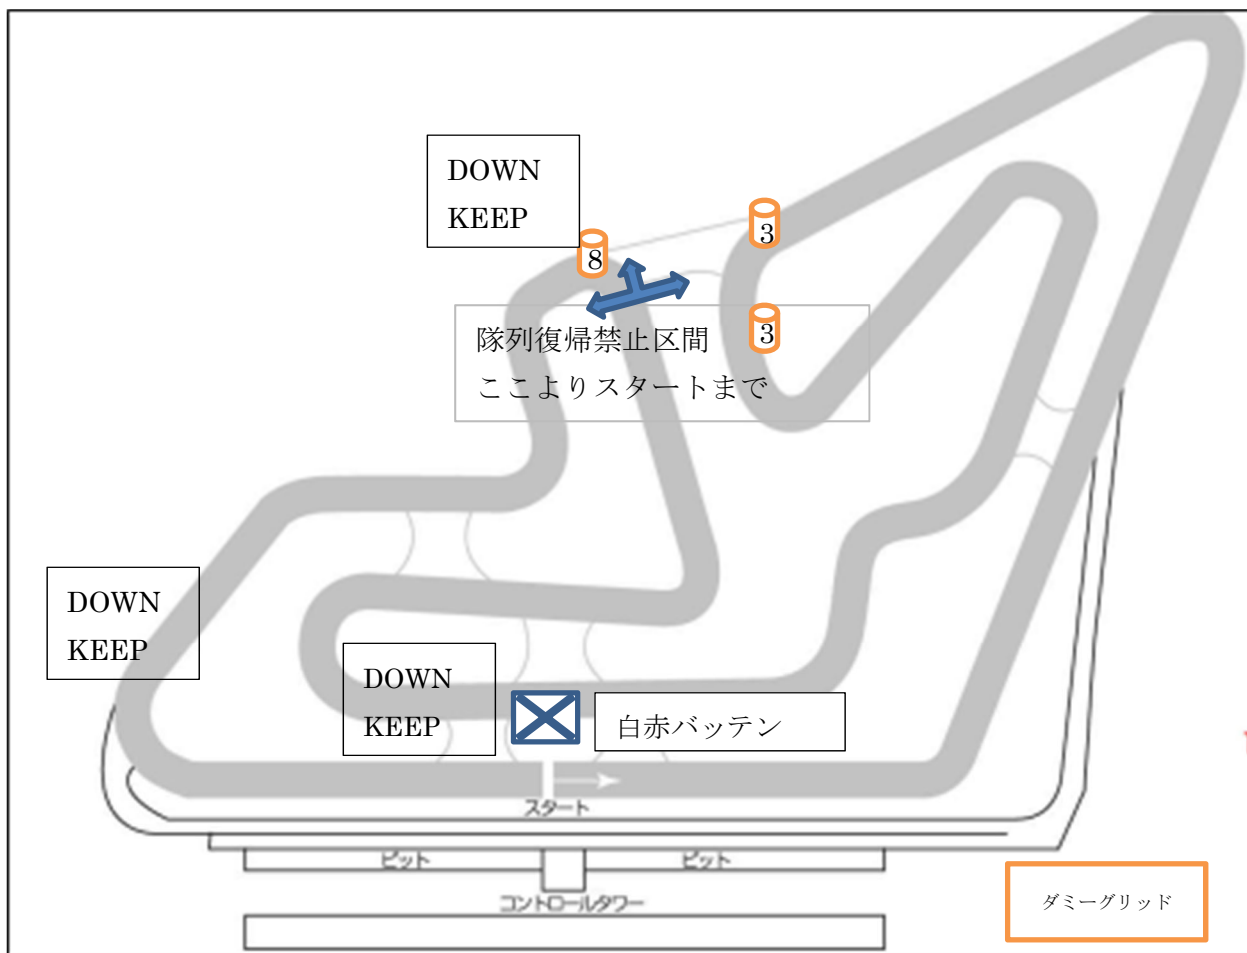 DOWN
KEEP
3
8
隊列復帰禁止区間
ここよりスタートまで
3
DOWN
KEEP
DOWN
KEEP
白赤バッテン
スタート
ピット
ピット
コントロールタワー
ダミーグリッド